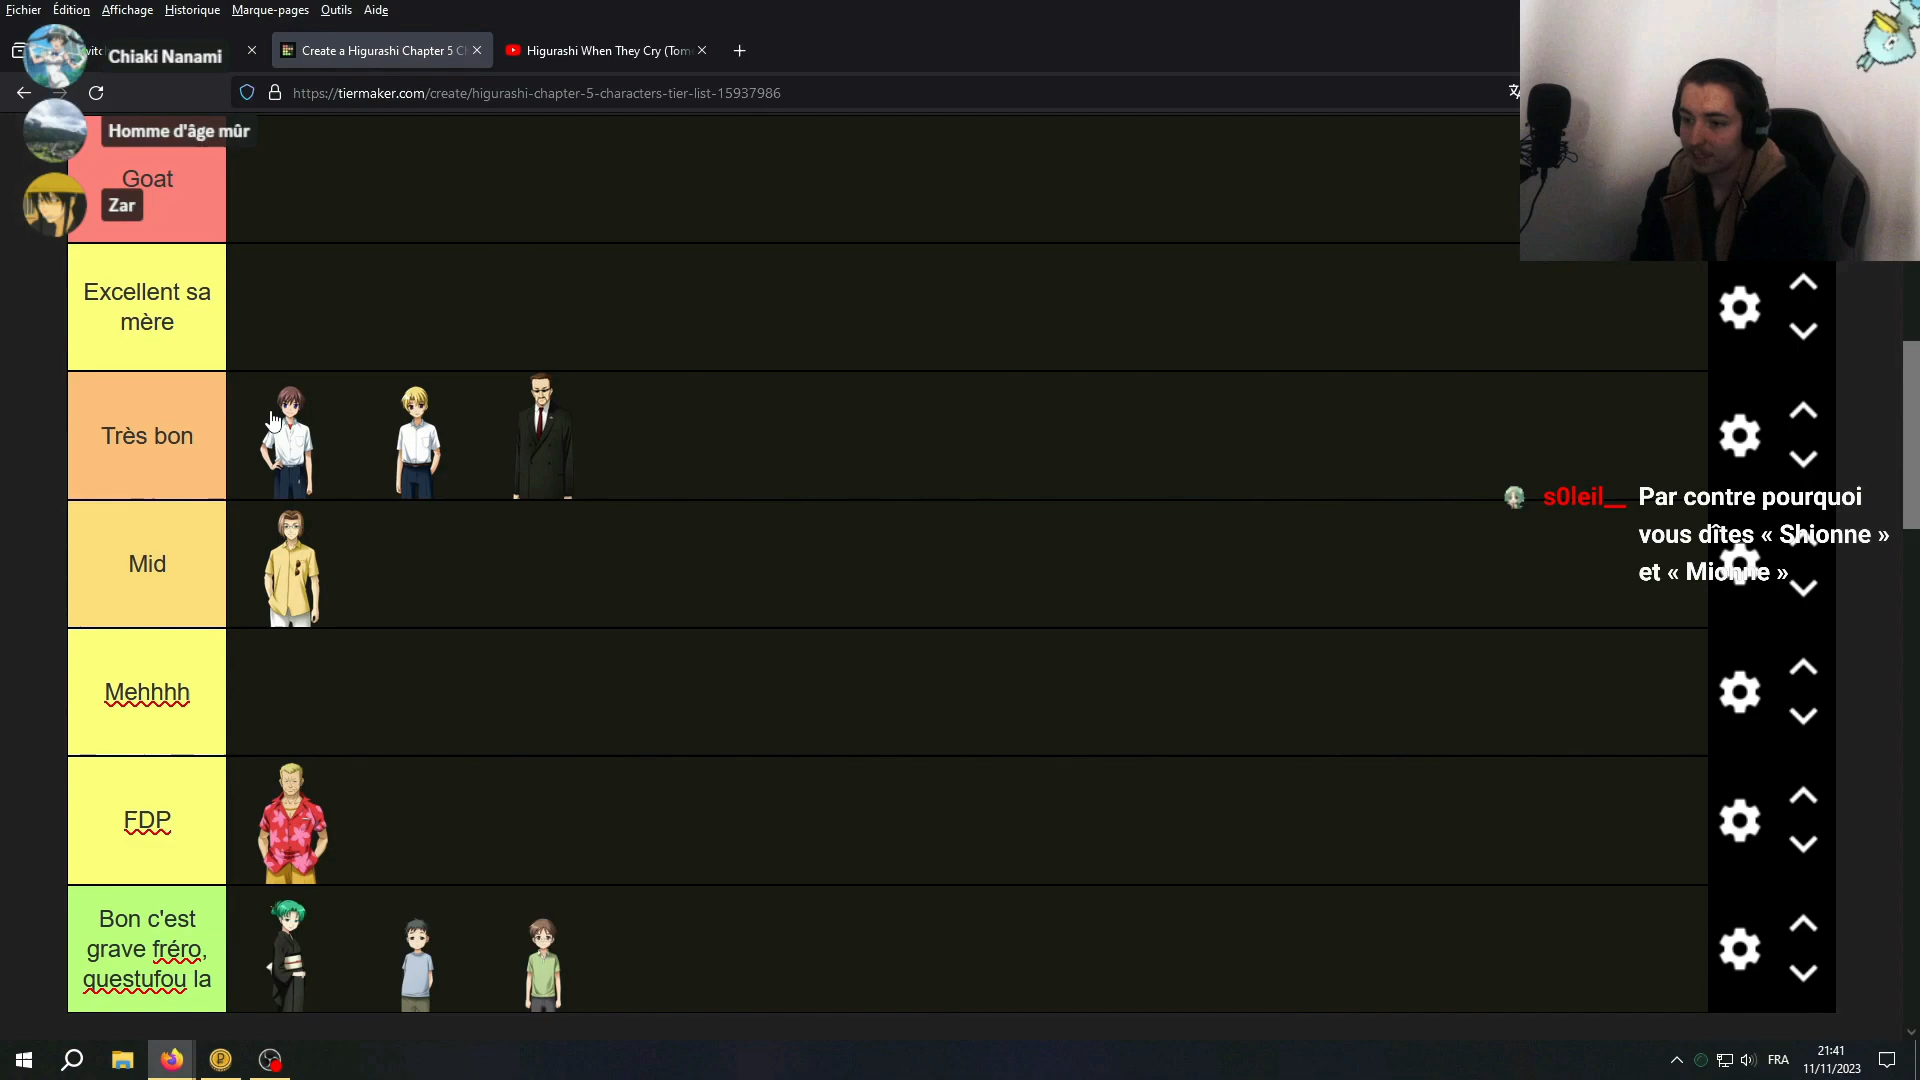 Fichier Édition Affichage Historique Marque-pages Outils Aide
Chiaki Nanami
Create a Higurashi Chapter 5 C
Higurashi When They Cry (Tom
https://tiermaker.com/create/higurashi-chapter-5-characters-tier-list-15937986
Homme d'âge mûr
Goat
Zar
Excellent sa
mère
Très bon
s0leil__ Par contre pourquoi
vous dîtes « Shionne »
et « Mionne »
Mid
Mehhhh
FDP
Bon c'est
grave fréro,
questufou la
FRA
21:41
11/11/2023